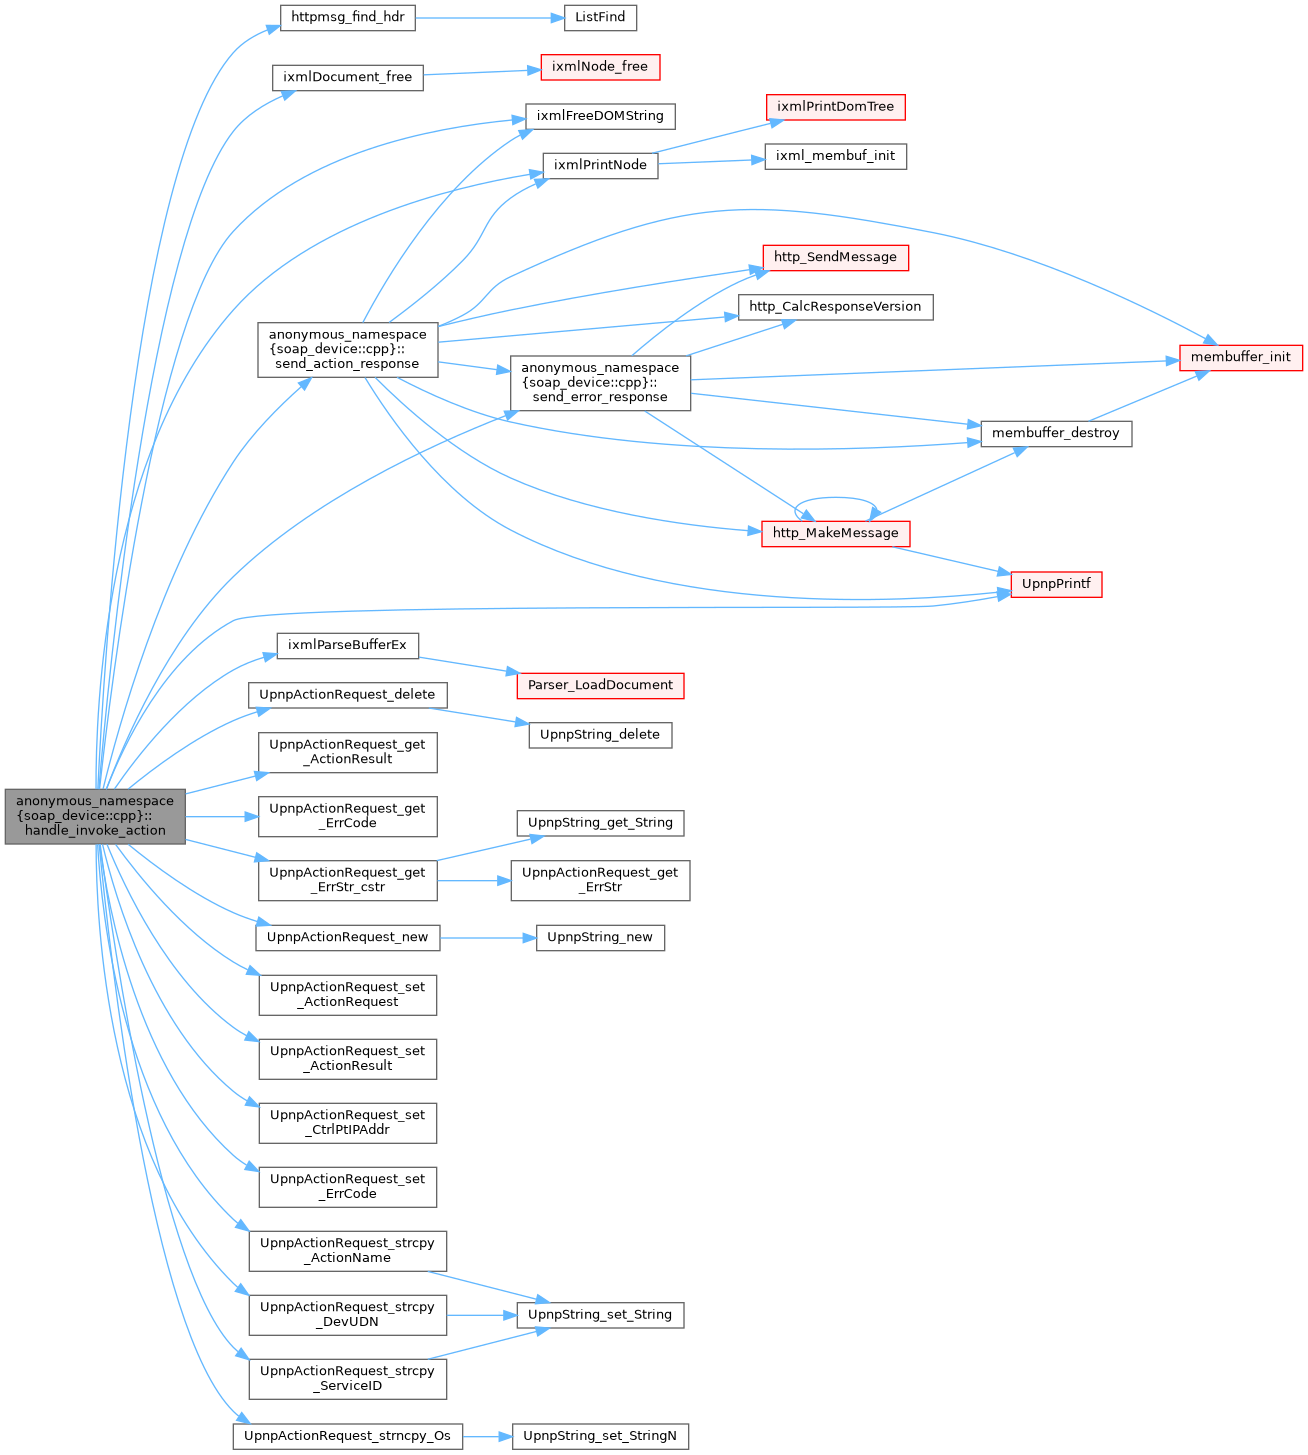 httpmsg_find_hdr
ListFind
ixmlDocument_free
ixmlNode_free
ixmlFreeDOMString
ixmlPrintDomTree
ixmlPrintNode
ixml_membuf_init
http_SendMessage
http_CalcResponseVersion
anonymous_namespace
{soap_device::cpp}::
send_action_response
anonymous_namespace
{soap_device::cpp}::
send_error_response
membuffer_init
membuffer_destroy
http_MakeMessage
UpnpPrintf
ixmlParseBufferEx
Parser_LoadDocument
UpnpActionRequest_delete
UpnpString_delete
UpnpActionRequest_get
_ActionResult
anonymous_namespace
{soap_device::cpp}::
handle_invoke_action
UpnpActionRequest_get
_ErrCode
UpnpString_get_String
UpnpActionRequest_get
_ErrStr_cstr
UpnpActionRequest_get
_ErrStr
UpnpActionRequest_new
UpnpString_new
UpnpActionRequest_set
_ActionRequest
UpnpActionRequest_set
_ActionResult
UpnpActionRequest_set
_CtrlPtIPAddr
UpnpActionRequest_set
_ErrCode
UpnpActionRequest_strcpy
_ActionName
UpnpActionRequest_strcpy
_DevUDN
UpnpString_set_String
UpnpActionRequest_strcpy
_ServiceID
UpnpActionRequest_strncpy_Os
UpnpString_set_StringN